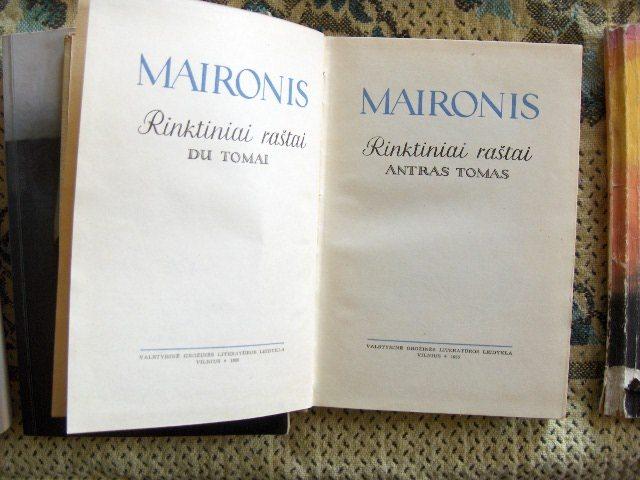 MAIRONIS
Rinktiniai raštai
DU TOMAI
VALSTYBINĖ GROŽINĖS LITERATŪROS LEIDYKLA
VILNIUS *
MAIRONIS
Rinktiniai raštai
ANTRAS TOMAS
VALSTYBINĖ GROŽINĖS LITERATŪROS LEIDYKLA
VILNIUS *